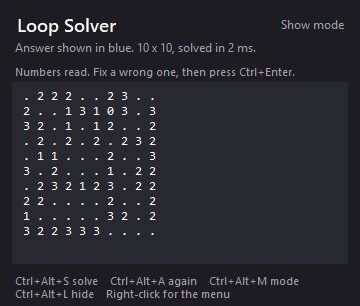 Loop Solver
Show mode
Answer shown in blue. 10 x 10, solved in 2 ms.
Numbers read. Fix a wrong one, then press Ctrl+Enter.
. 2 2 2 . . 2 3 . .
2 . . 1 3 1 0 3 . 3
3 2 . 1 . 1 2 . . 2
. 2 . 2 . 2 . 2 3 2
. 1 1 . . . 2 . . 3
3 . 2 . . . 1 . 2 2
. 2 3 2 1 2 3 . 2 2
2 2 . . . . 2 . . 2
1 . . . . . 3 2 . 2
3 2 2 3 3 3 . . . .
Ctrl+Alt+S solve Ctrl+Alt+A again Ctrl+Alt+M mode
Ctrl+Alt+L hide Right-click for the menu